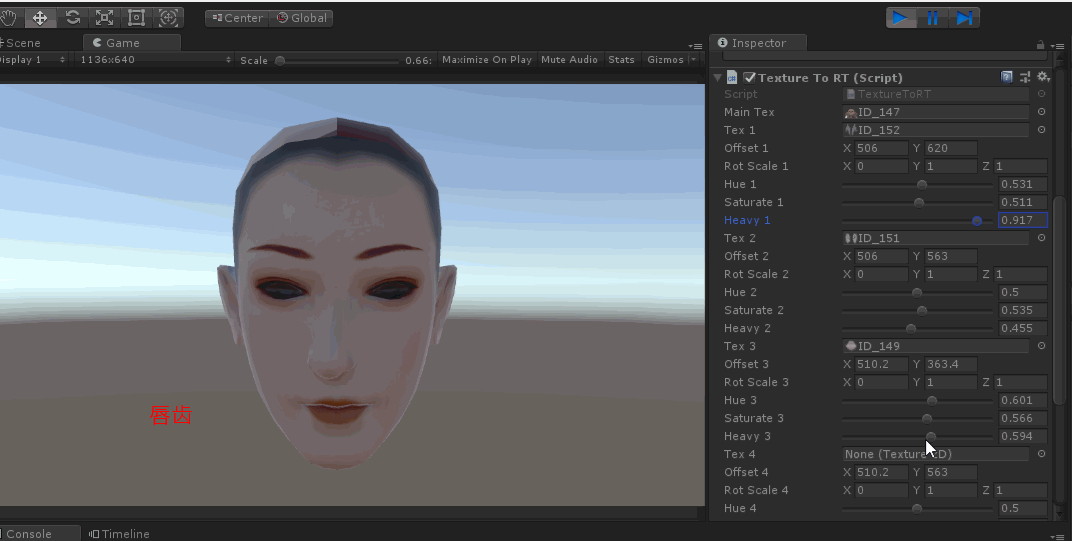 Center Global
Scene Game Inspector
Display 1 1136x640 Scale 0.66: Maximize On Play Mute Audio Stats Gizmos
Texture To RT (Script)
Script TextureToRT
Main Tex ID_147
Tex 1 ID_152
Offset 1 X 506 Y 620
Rot Scale 1 X 0 Y 1 Z 1
Hue 1 0.531
Saturate 1 0.511
Heavy 1 0.917
Tex 2 ID_151
Offset 2 X 506 Y 563
Rot Scale 2 X 0 Y 1 Z 1
Hue 2 0.5
Saturate 2 0.535
Heavy 2 0.455
Tex 3 ID_149
Offset 3 X 510.2 Y 363.4
Rot Scale 3 X 0 Y 1 Z 1
Hue 3 0.601
唇齿
Saturate 3 0.566
Heavy 3 0.594
Tex 4 None (Texture 2D)
Offset 4 X 510.2 Y 563
Rot Scale 4 X 0 Y 1 Z 1
Hue 4 0.5
Console Timeline